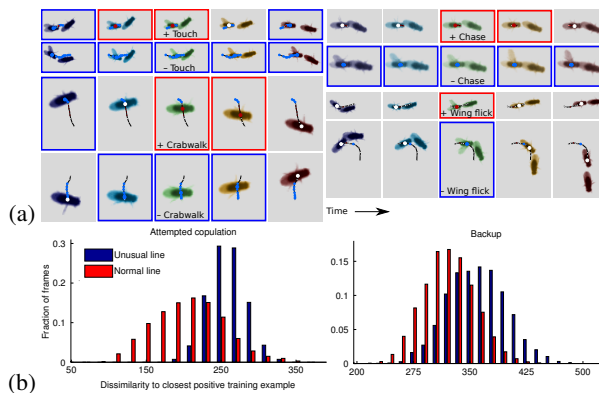 + Touch
+ Chase
− Touch
− Chase
+ Crabwalk
+ Wing flick
− Crabwalk
− Wing flick
(a)
Time
Attempted copulation
Backup
Unusual line
Normal line
Fraction of frames
0.3
0.2
0.1
0
50
150
250
350
Dissimilarity to closest positive training example
0.15
0.1
0.05
0
200
275
350
425
500
(b)